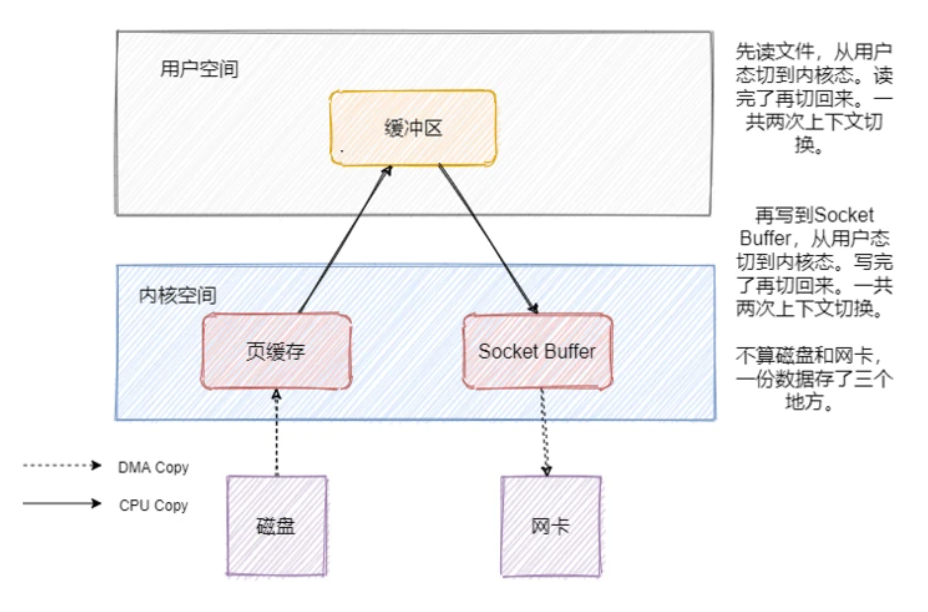 用户空间
缓冲区
先读文件，从用户
态切到内核态。读
完了再切回来。一
共两次上下文切
换。
再写到Socket
Buffer，从用户态
切到内核态。写完
了再切回来。一共
两次上下文切换。
不算磁盘和网卡，
一份数据存了三个
地方。
内核空间
页缓存
Socket Buffer
DMA Copy
CPU Copy
磁盘
网卡